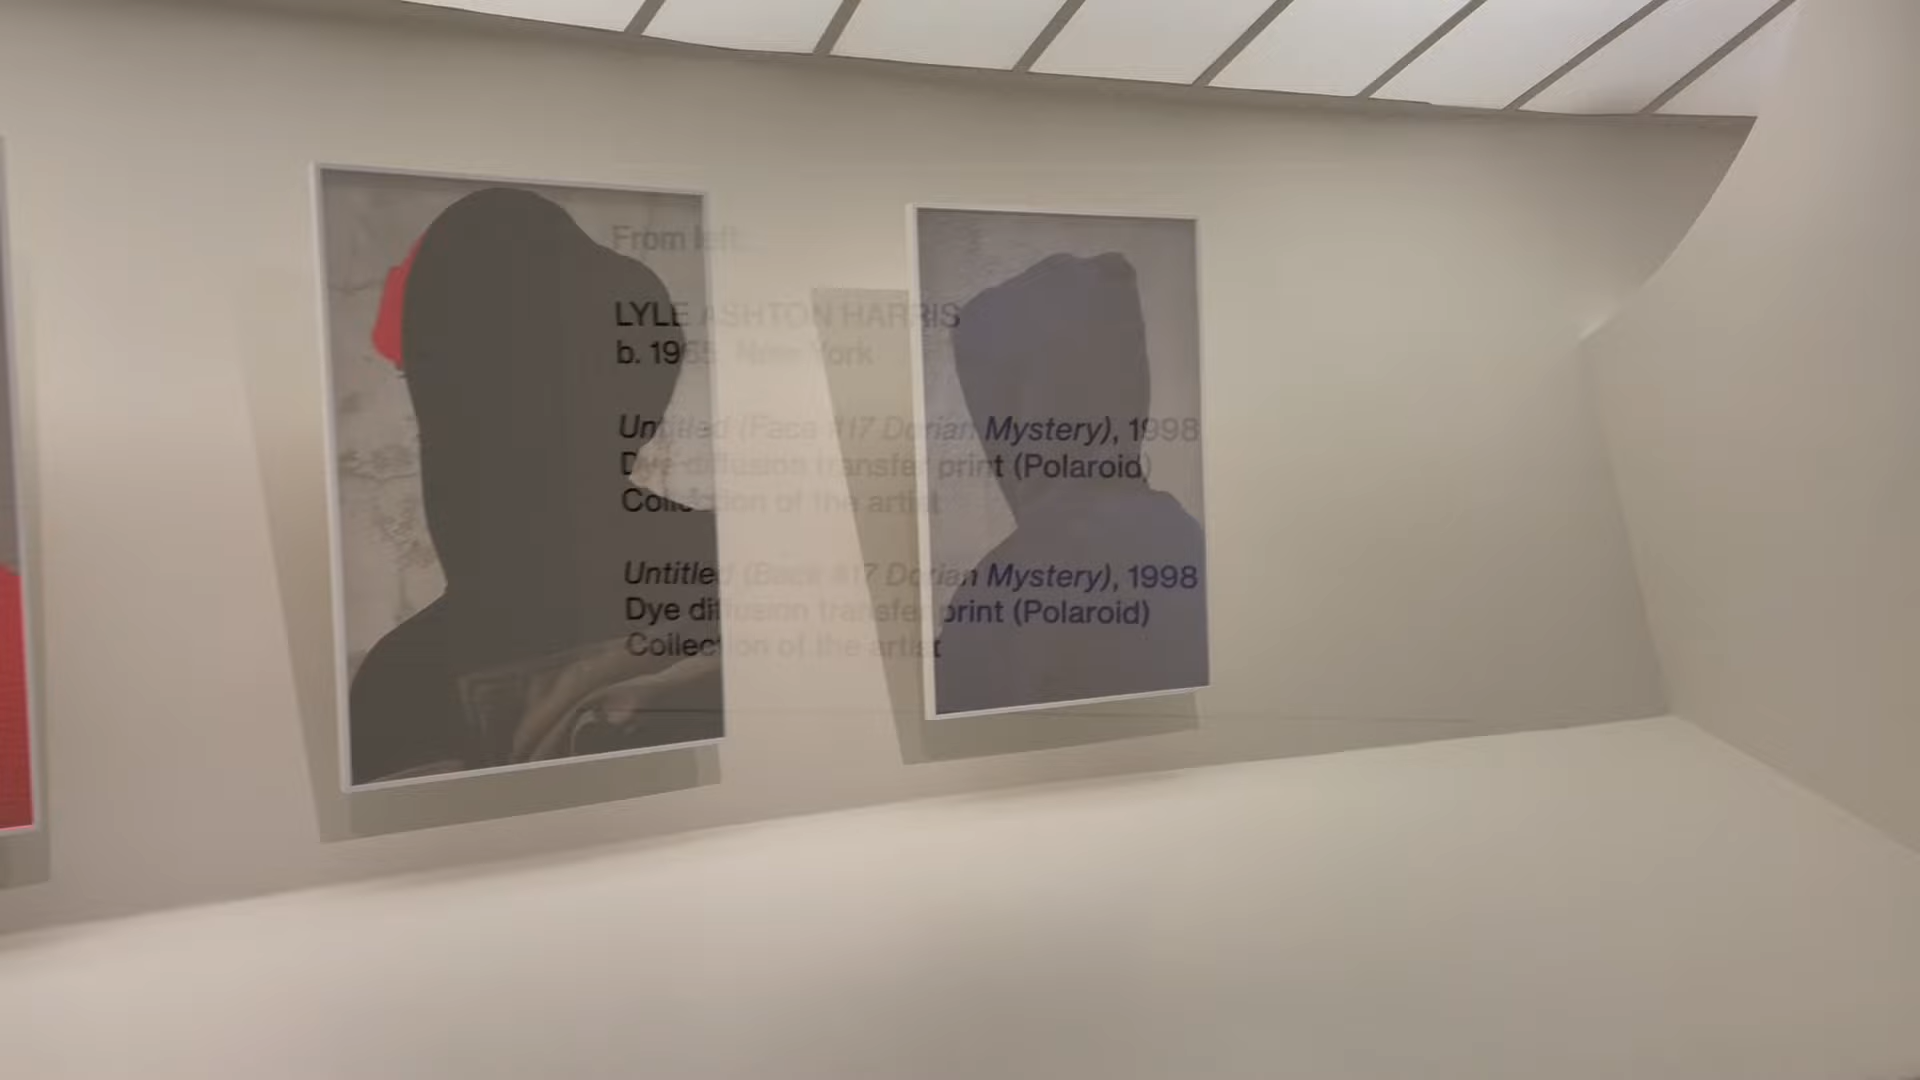 From left:
LYLE ASHTON HARRIS
b. 1965, New York
Untitled (Face #17 Dorian Mystery), 1998
Dye diffusion transfer print (Polaroid)
Collection of the artist
Untitled (Back #17 Dorian Mystery), 1998
Dye diffusion transfer print (Polaroid)
Collection of the artist